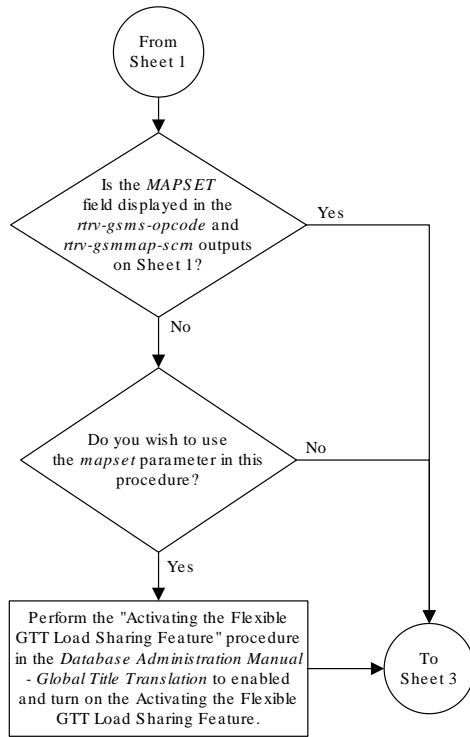 From
Sheet 1
Is the MAPSET
field displayed in the
rtrv-gsms-opcode and
rtrv-gsmmap-scrn outputs
on Sheet 1?
Yes
No
Do you wish to use
the mapset parameter in this
procedure?
No
Yes
Perform the "Activating the Flexible
GTT Load Sharing Feature" procedure
in the Database Administration Manual
- Global Title Translation to enabled
and turn on the Activating the Flexible
GTT Load Sharing Feature.
To
Sheet 3